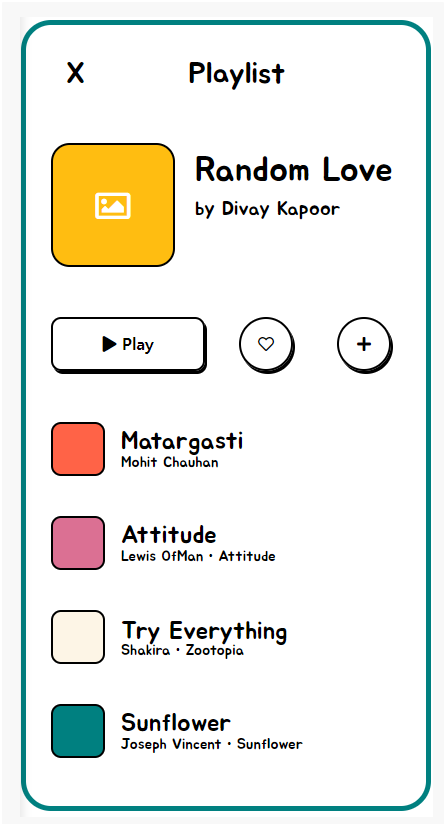 X Playlist
Random Love
by Divay Kapoor
Play
Matargasti
Mohit Chauhan
Attitude
Lewis OfMan • Attitude
Try Everything
Shakira • Zootopia
Sunflower
Joseph Vincent • Sunflower